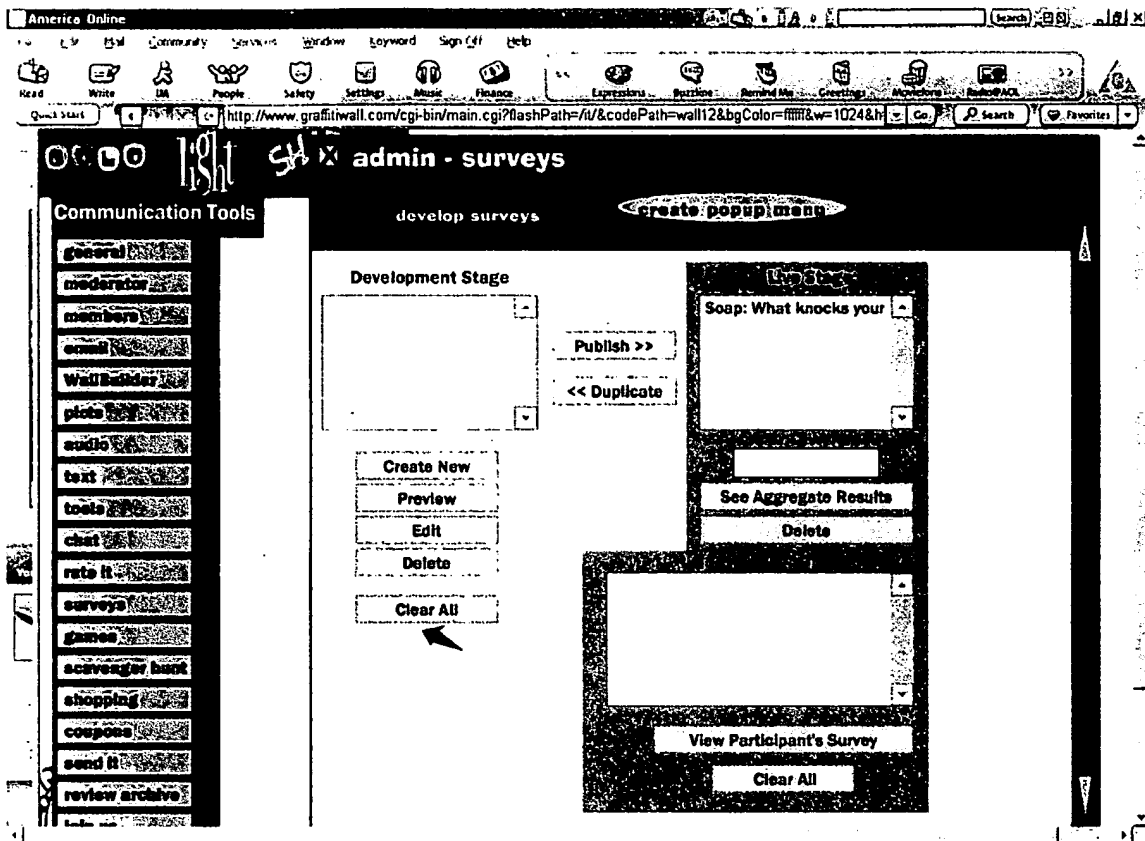 America Online
Search
Mail Community Services Window Keyword Sign Off Help
Read Write IM People Safety Settings Music Finance Expressions Buzzline Remind Me Greetings Moviefone Radio@AOL
Quick Start http://www.graffitiwall.com/cgi-bin/main.cgi?flashPath=/it/&codePath=wall12&bgColor=ffffff&w=1024&h Go Search Favorites
light SH X admin - surveys
Communication Tools
develop surveys
create popup menu
general
moderator
members
email
WallBuilder
plots
audio
text
tools
chat
rate it
surveys
games
scavenger hunt
shopping
coupons
send it
review archive
Development Stage
Publish >>
<< Duplicate
Create New
Preview
Edit
Delete
Clear All
Live Stage
Soap: What knocks your
See Aggregate Results
Delete
View Participant's Survey
Clear All